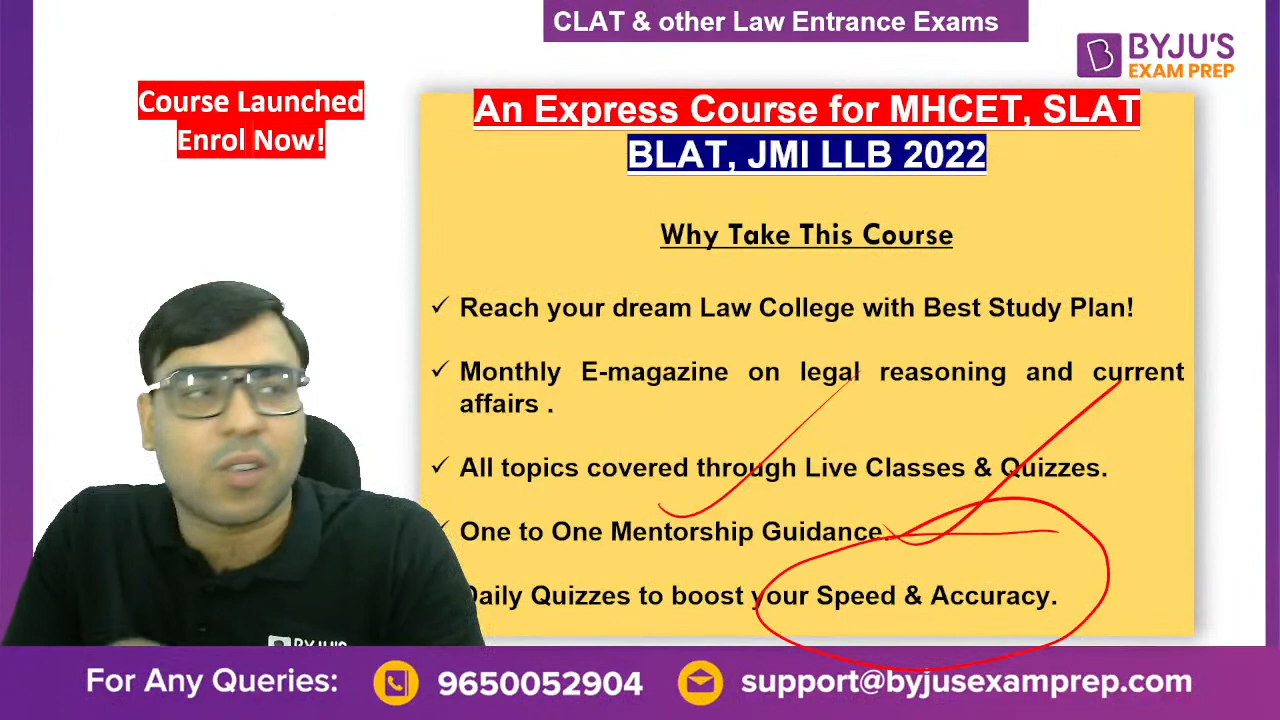 CLAT & other Law Entrance Exams
BYJU'S
EXAM PREP
Course Launched
Enrol Now!
An Express Course for MHCET, SLAT
BLAT, JMI LLB 2022
Why Take This Course
✓ Reach your dream Law College with Best Study Plan!
✓ Monthly E-magazine on legal reasoning and current
affairs .
✓ All topics covered through Live Classes & Quizzes.
✓ One to One Mentorship Guidance.
Daily Quizzes to boost your Speed & Accuracy.
BYJU'S
For Any Queries:
9650052904
support@byjusexamprep.com